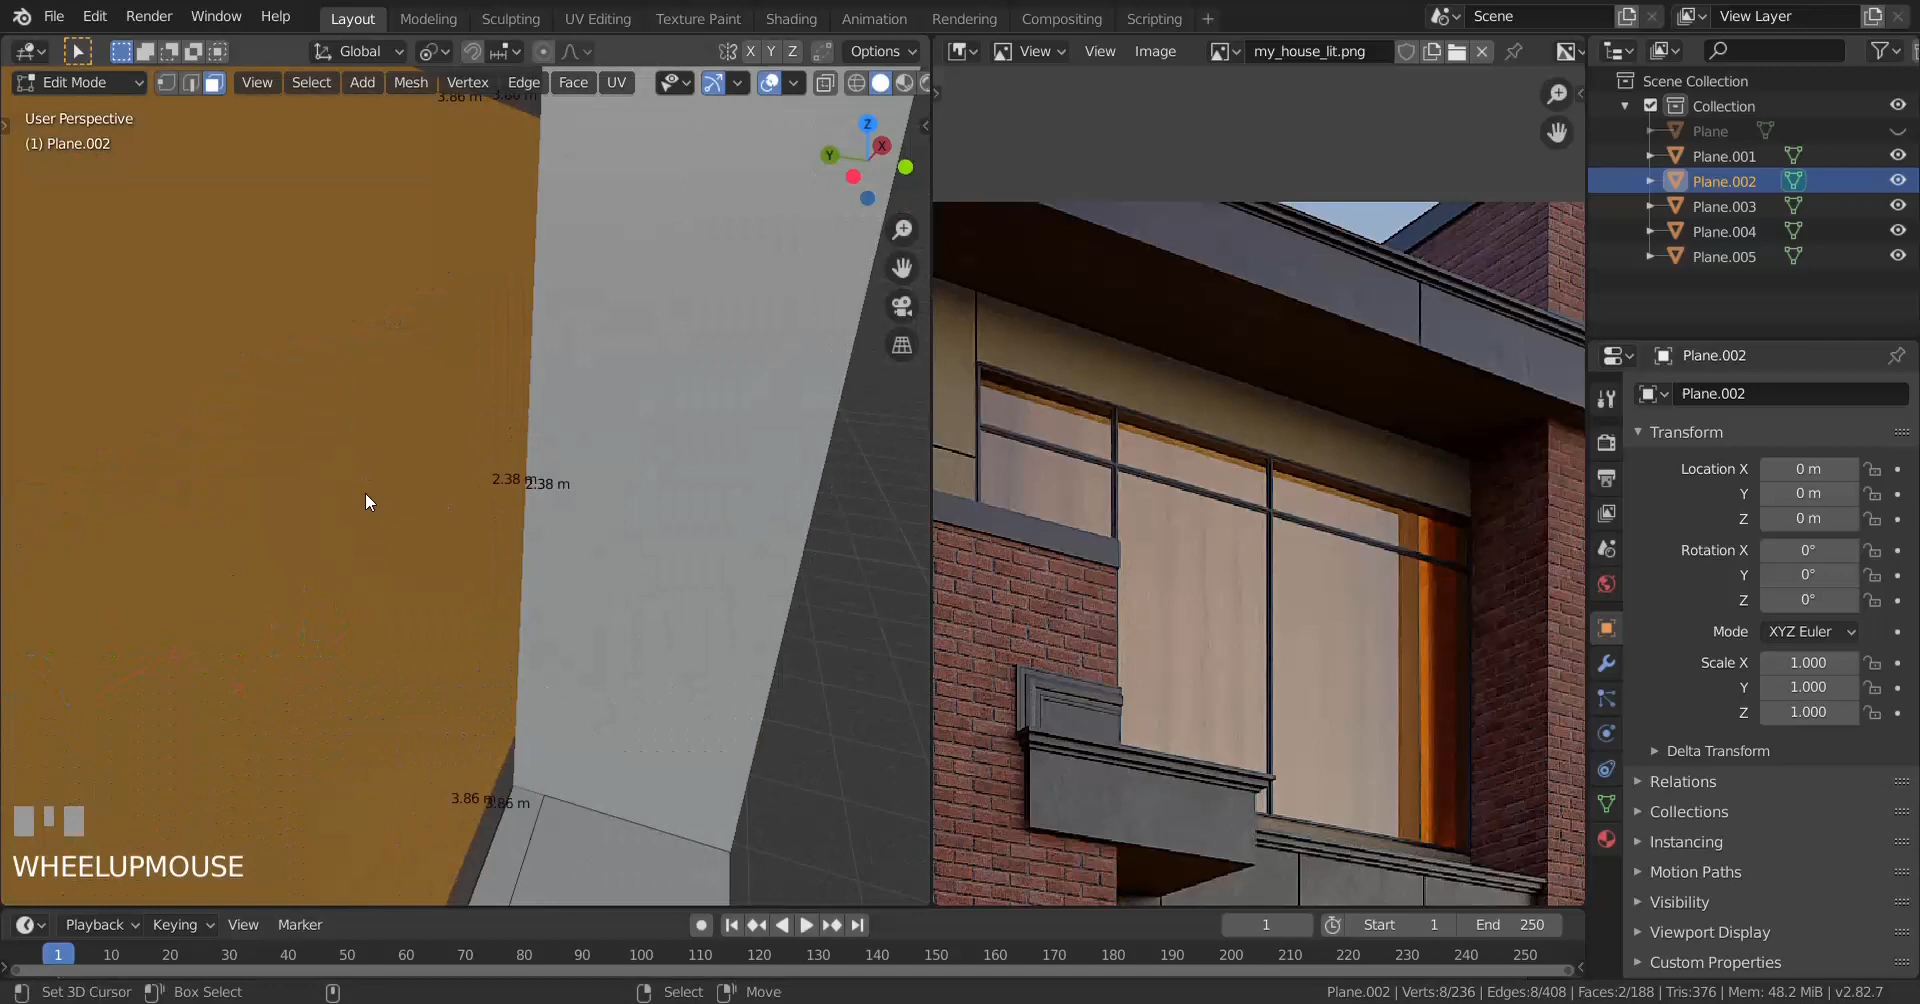 File Edit Render Window Help Layout Modeling Sculpting UV Editing Texture Paint Shading Animation Rendering Compositing Scripting + Scene View Layer
Global X Y Z Options View View Image my_house_lit.png
Edit Mode View Select Add Mesh Vertex Edge Face UV
Scene Collection
Collection
Plane
Plane.001
Plane.002
Plane.003
Plane.004
Plane.005
User Perspective
(1) Plane.002
Z
Y X
3.86 m 3.86 m
2.38 m 2.38 m
3.86 m 3.86 m
WHEELUPMOUSE
Plane.002
Plane.002
Transform
Location X 0 m
Y 0 m
Z 0 m
Rotation X 0°
Y 0°
Z 0°
Mode XYZ Euler
Scale X 1.000
Y 1.000
Z 1.000
Delta Transform
Relations
Collections
Instancing
Motion Paths
Visibility
Viewport Display
Custom Properties
Playback Keying View Marker 1 Start 1 End 250
1 10 20 30 40 50 60 70 80 90 100 110 120 130 140 150 160 170 180 190 200 210 220 230 240 250
Set 3D Cursor Box Select Select Move Plane.002 | Verts:8/236 | Edges:8/408 | Faces:2/188 | Tris:376 | Mem: 48.2 MiB | v2.82.7